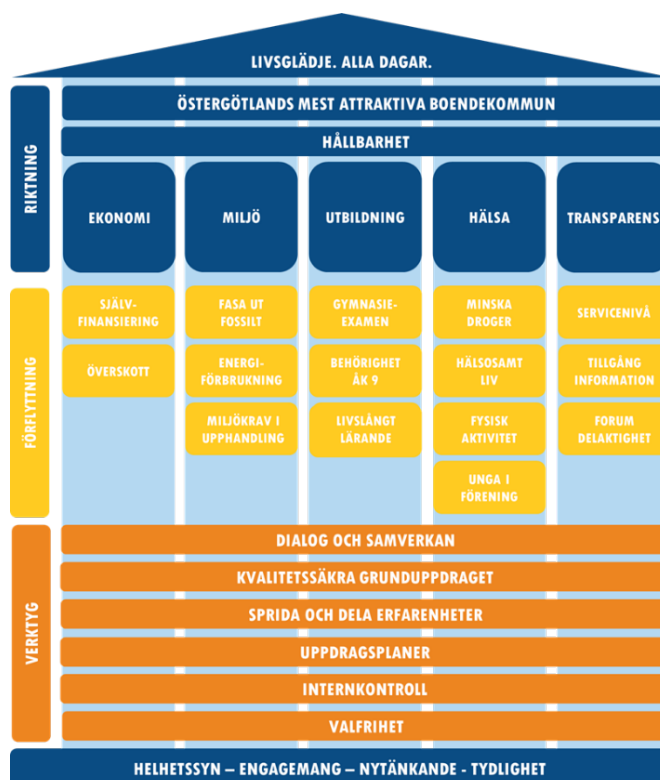 LIVSGLÄDJE. ALLA DAGAR.
RIKTNING
ÖSTERGÖTLANDS MEST ATTRAKTIVA BOENDEKOMMUN
HÅLLBARHET
EKONOMI
MILJÖ
UTBILDNING
HÄLSA
TRANSPARENS
FÖRFLYTTNING
SJÄLV-
FINANSIERING
ÖVERSKOTT
FASA UT
FOSSILT
ENERGI-
FÖRBRUKNING
MILJÖKRAV I
UPPHANDLING
GYMNASIE-
EXAMEN
BEHÖRIGHET
ÅK 9
LIVSLÅNGT
LÄRANDE
MINSKA
DROGER
HÄLSOSAMT
LIV
FYSISK
AKTIVITET
UNGA I
FÖRENING
SERVICENIVÅ
TILLGÅNG
INFORMATION
FORUM
DELAKTIGHET
VERKTYG
DIALOG OCH SAMVERKAN
KVALITETSSÄKRA GRUNDUPPDRAGET
SPRIDA OCH DELA ERFARENHETER
UPPDRAGSPLANER
INTERNKONTROLL
VALFRIHET
HELHETSSYN – ENGAGEMANG – NYTÄNKANDE - TYDLIGHET